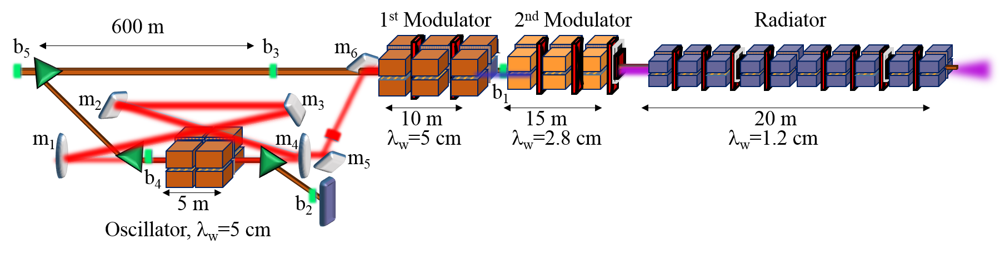 1ˢᵗ Modulator
2ⁿᵈ Modulator
Radiator
600 m
b₅
b₃
m₆
m₂
m₃
b₁
m₁
m₄
m₅
b₄
b₂
5 m
10 m
λw=5 cm
15 m
λw=2.8 cm
20 m
λw=1.2 cm
Oscillator, λw=5 cm